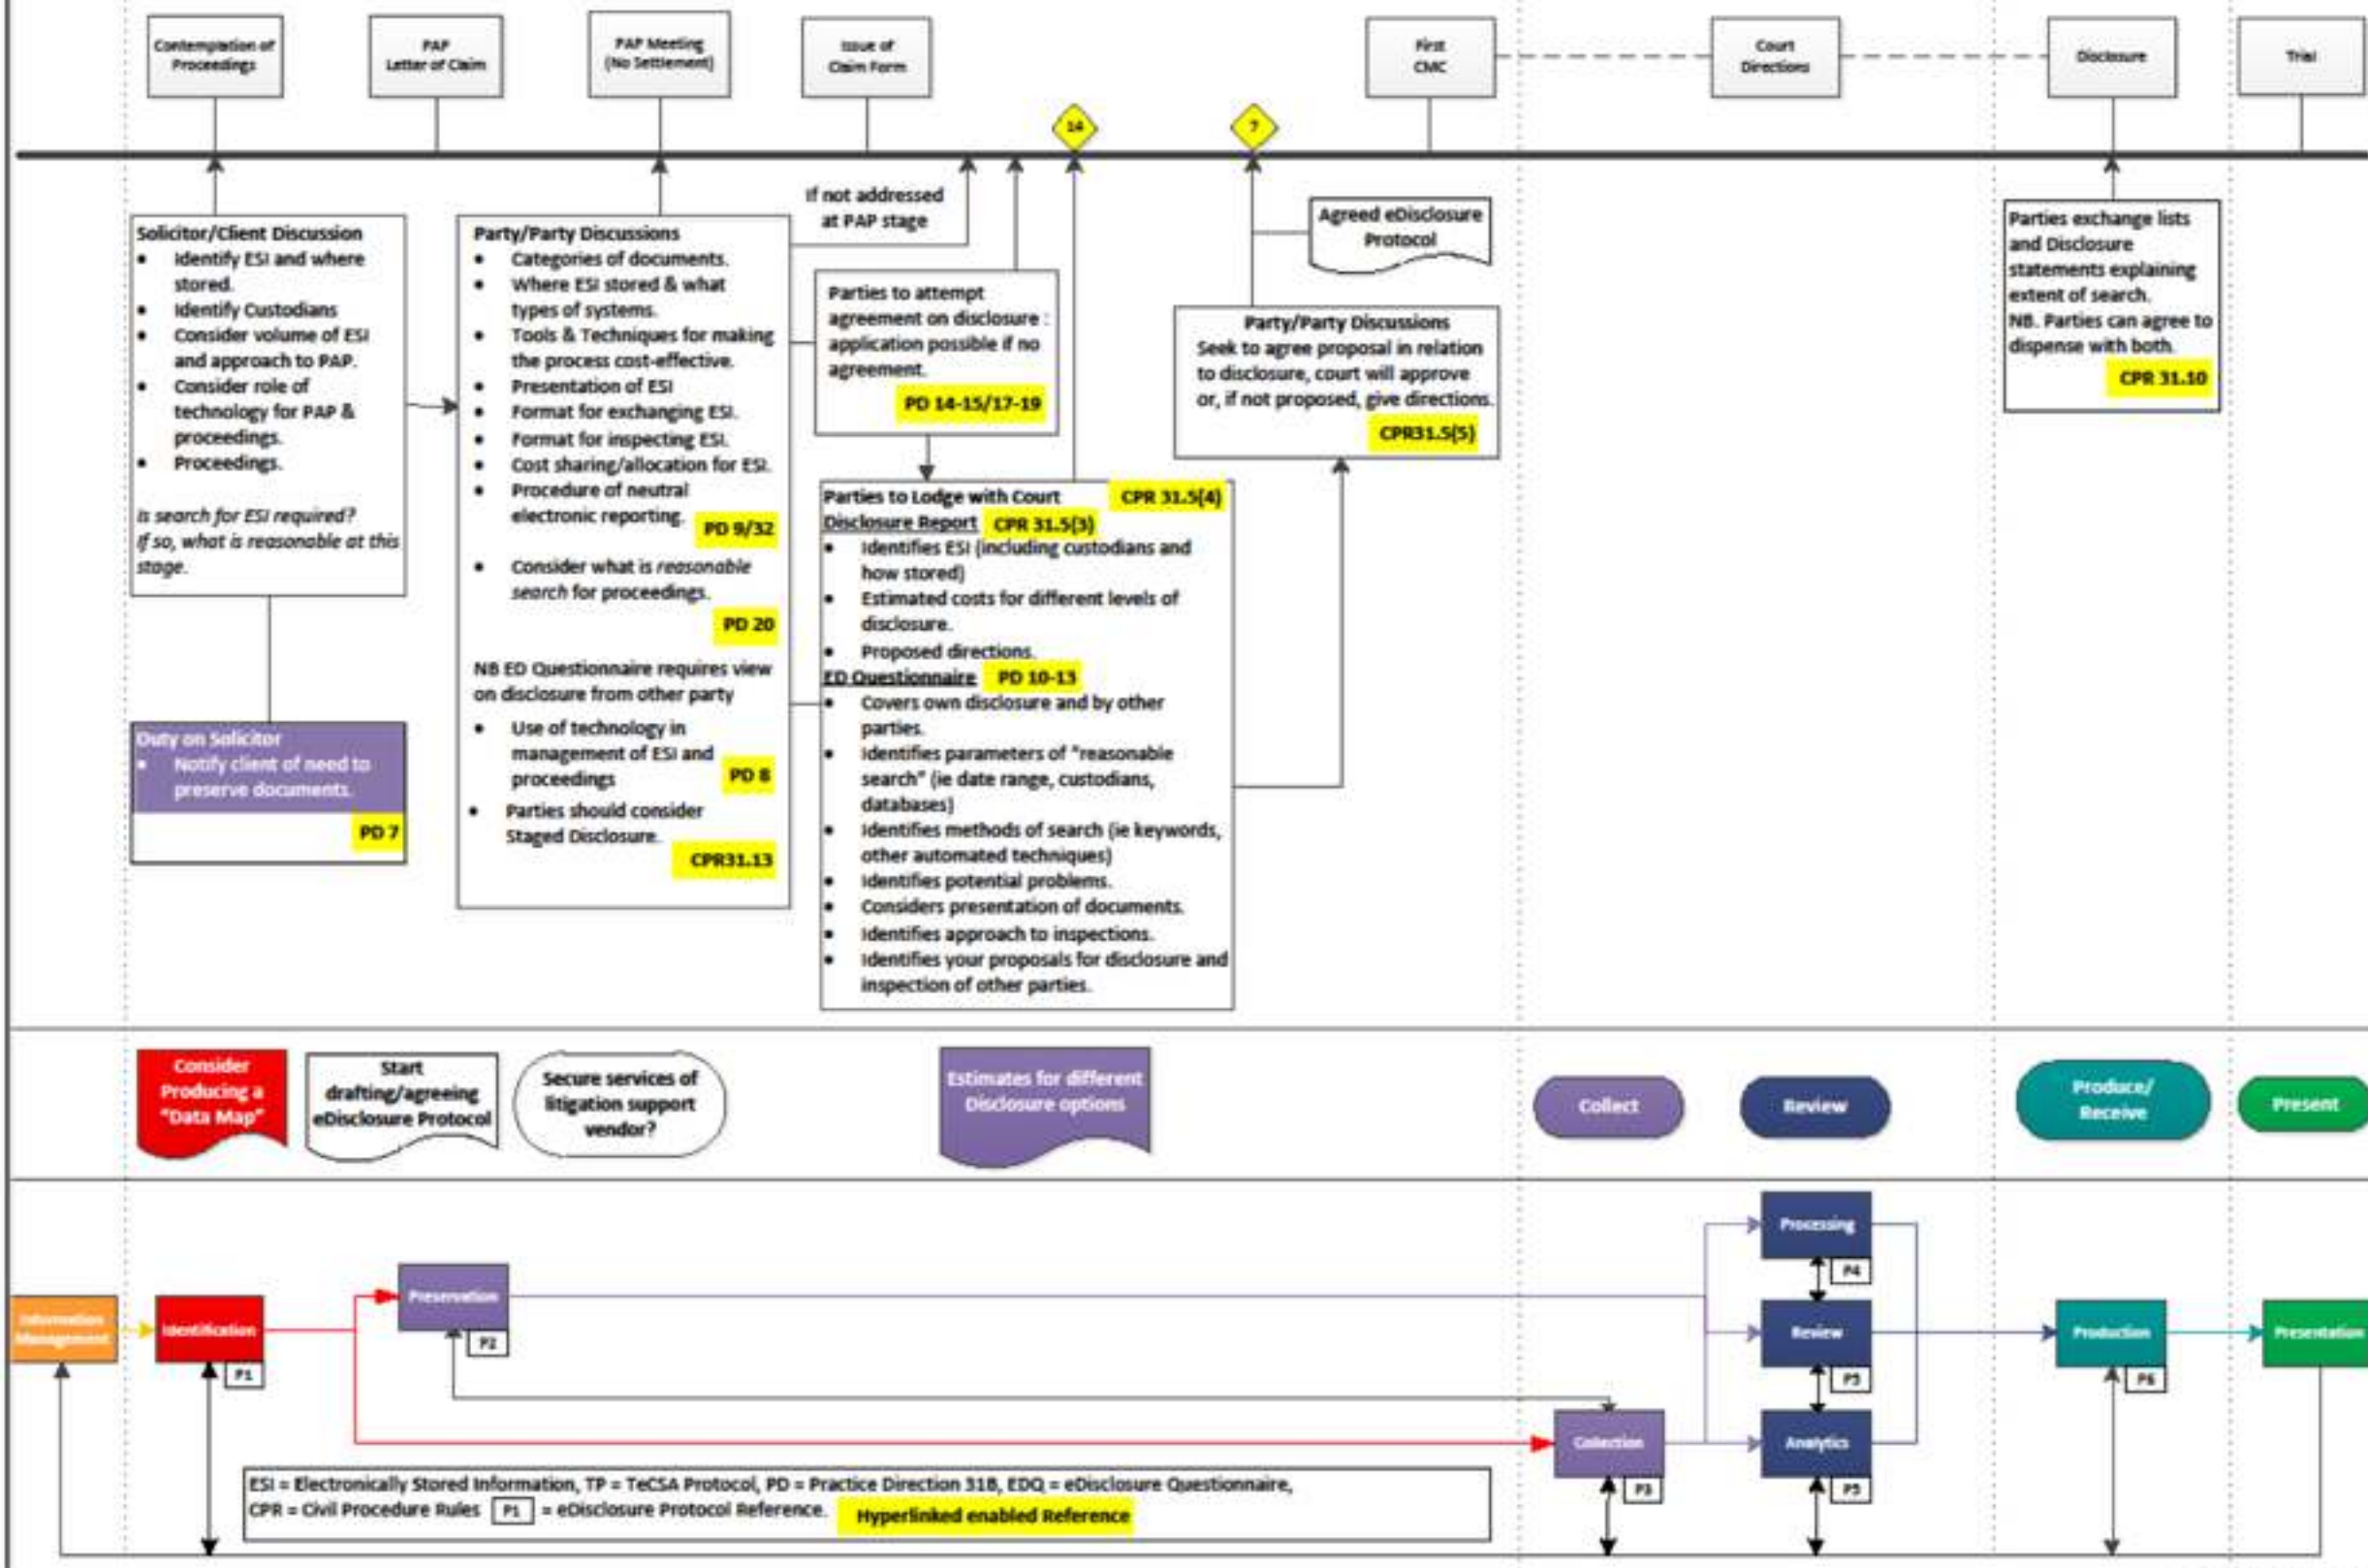 Contemplation of
Proceedings
PAP
Letter of Claim
PAP Meeting
(No Settlement)
Issue of
Claim Form
First
CMC
Court
Directions
Disclosure
Trial
14
7
If not addressed
at PAP stage
Solicitor/Client Discussion
• Identify ESI and where
stored.
• Identify Custodians
• Consider volume of ESI
and approach to PAP.
• Consider role of
technology for PAP &
proceedings.
• Proceedings.
Is search for ESI required?
If so, what is reasonable at this
stage.
Duty on Solicitor
• Notify client of need to
preserve documents.
PD 7
Party/Party Discussions
• Categories of documents.
• Where ESI stored & what
types of systems.
• Tools & Techniques for making
the process cost-effective.
• Presentation of ESI
• Format for exchanging ESI.
• Format for inspecting ESI.
• Cost sharing/allocation for ESI.
• Procedure of neutral
electronic reporting.
PD 9/32
• Consider what is reasonable
search for proceedings.
PD 20
NB ED Questionnaire requires view
on disclosure from other party
• Use of technology in
management of ESI and
proceedings
PD 8
• Parties should consider
Staged Disclosure.
CPR31.13
Parties to attempt
agreement on disclosure :
application possible if no
agreement.
PD 14-15/17-19
Parties to Lodge with Court CPR 31.5(4)
Disclosure Report CPR 31.5(3)
• Identifies ESI (including custodians and
how stored)
• Estimated costs for different levels of
disclosure.
• Proposed directions.
ED Questionnaire PD 10-13
• Covers own disclosure and by other
parties.
• Identifies parameters of "reasonable
search" (ie date range, custodians,
databases)
• Identifies methods of search (ie keywords,
other automated techniques)
• Identifies potential problems.
• Considers presentation of documents.
• Identifies approach to inspections.
• Identifies your proposals for disclosure and
inspection of other parties.
Agreed eDisclosure
Protocol
Party/Party Discussions
Seek to agree proposal in relation
to disclosure, court will approve
or, if not proposed, give directions.
CPR31.5(5)
Parties exchange lists
and Disclosure
statements explaining
extent of search.
NB. Parties can agree to
dispense with both.
CPR 31.10
Consider
Producing a
"Data Map"
Start
drafting/agreeing
eDisclosure Protocol
Secure services of
litigation support
vendor?
Estimates for different
Disclosure options
Collect
Review
Produce/
Receive
Present
Information
Management
Identification
P1
Preservation
P2
Collection
P3
Processing
P4
Review
P5
Analytics
P5
Production
P6
Presentation
ESI = Electronically Stored Information, TP = TeCSA Protocol, PD = Practice Direction 31B, EDQ = eDisclosure Questionnaire,
CPR = Civil Procedure Rules P1 = eDisclosure Protocol Reference. Hyperlinked enabled Reference